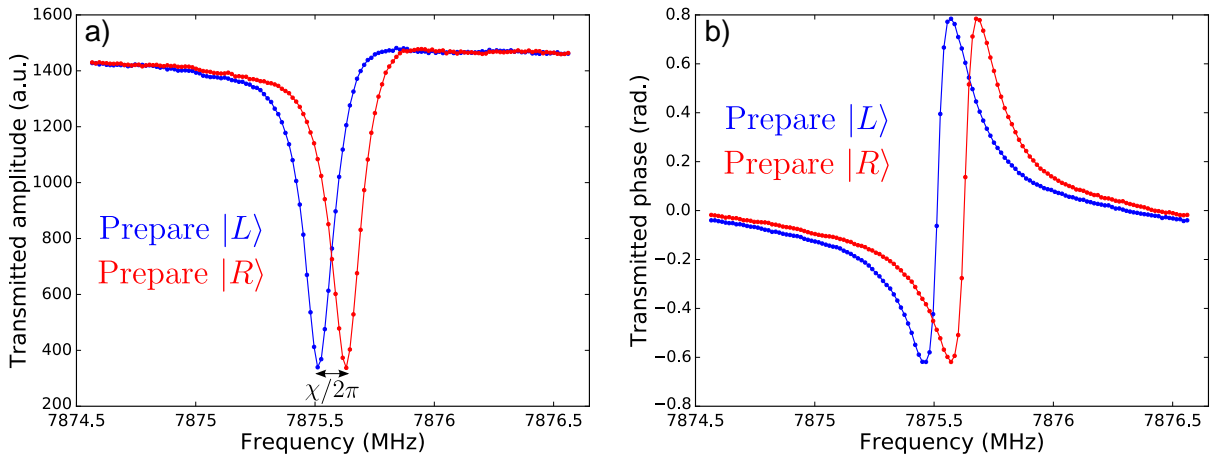 a)
1600
1400
1200
1000
800
600
400
200
Transmitted amplitude (a.u.)
Prepare |L⟩
Prepare |R⟩
χ/2π
7874.5 7875 7875.5 7876 7876.5
Frequency (MHz)
b)
0.8
0.6
0.4
0.2
0.0
−0.2
−0.4
−0.6
−0.8
Transmitted phase (rad.)
Prepare |L⟩
Prepare |R⟩
7874.5 7875 7875.5 7876 7876.5
Frequency (MHz)